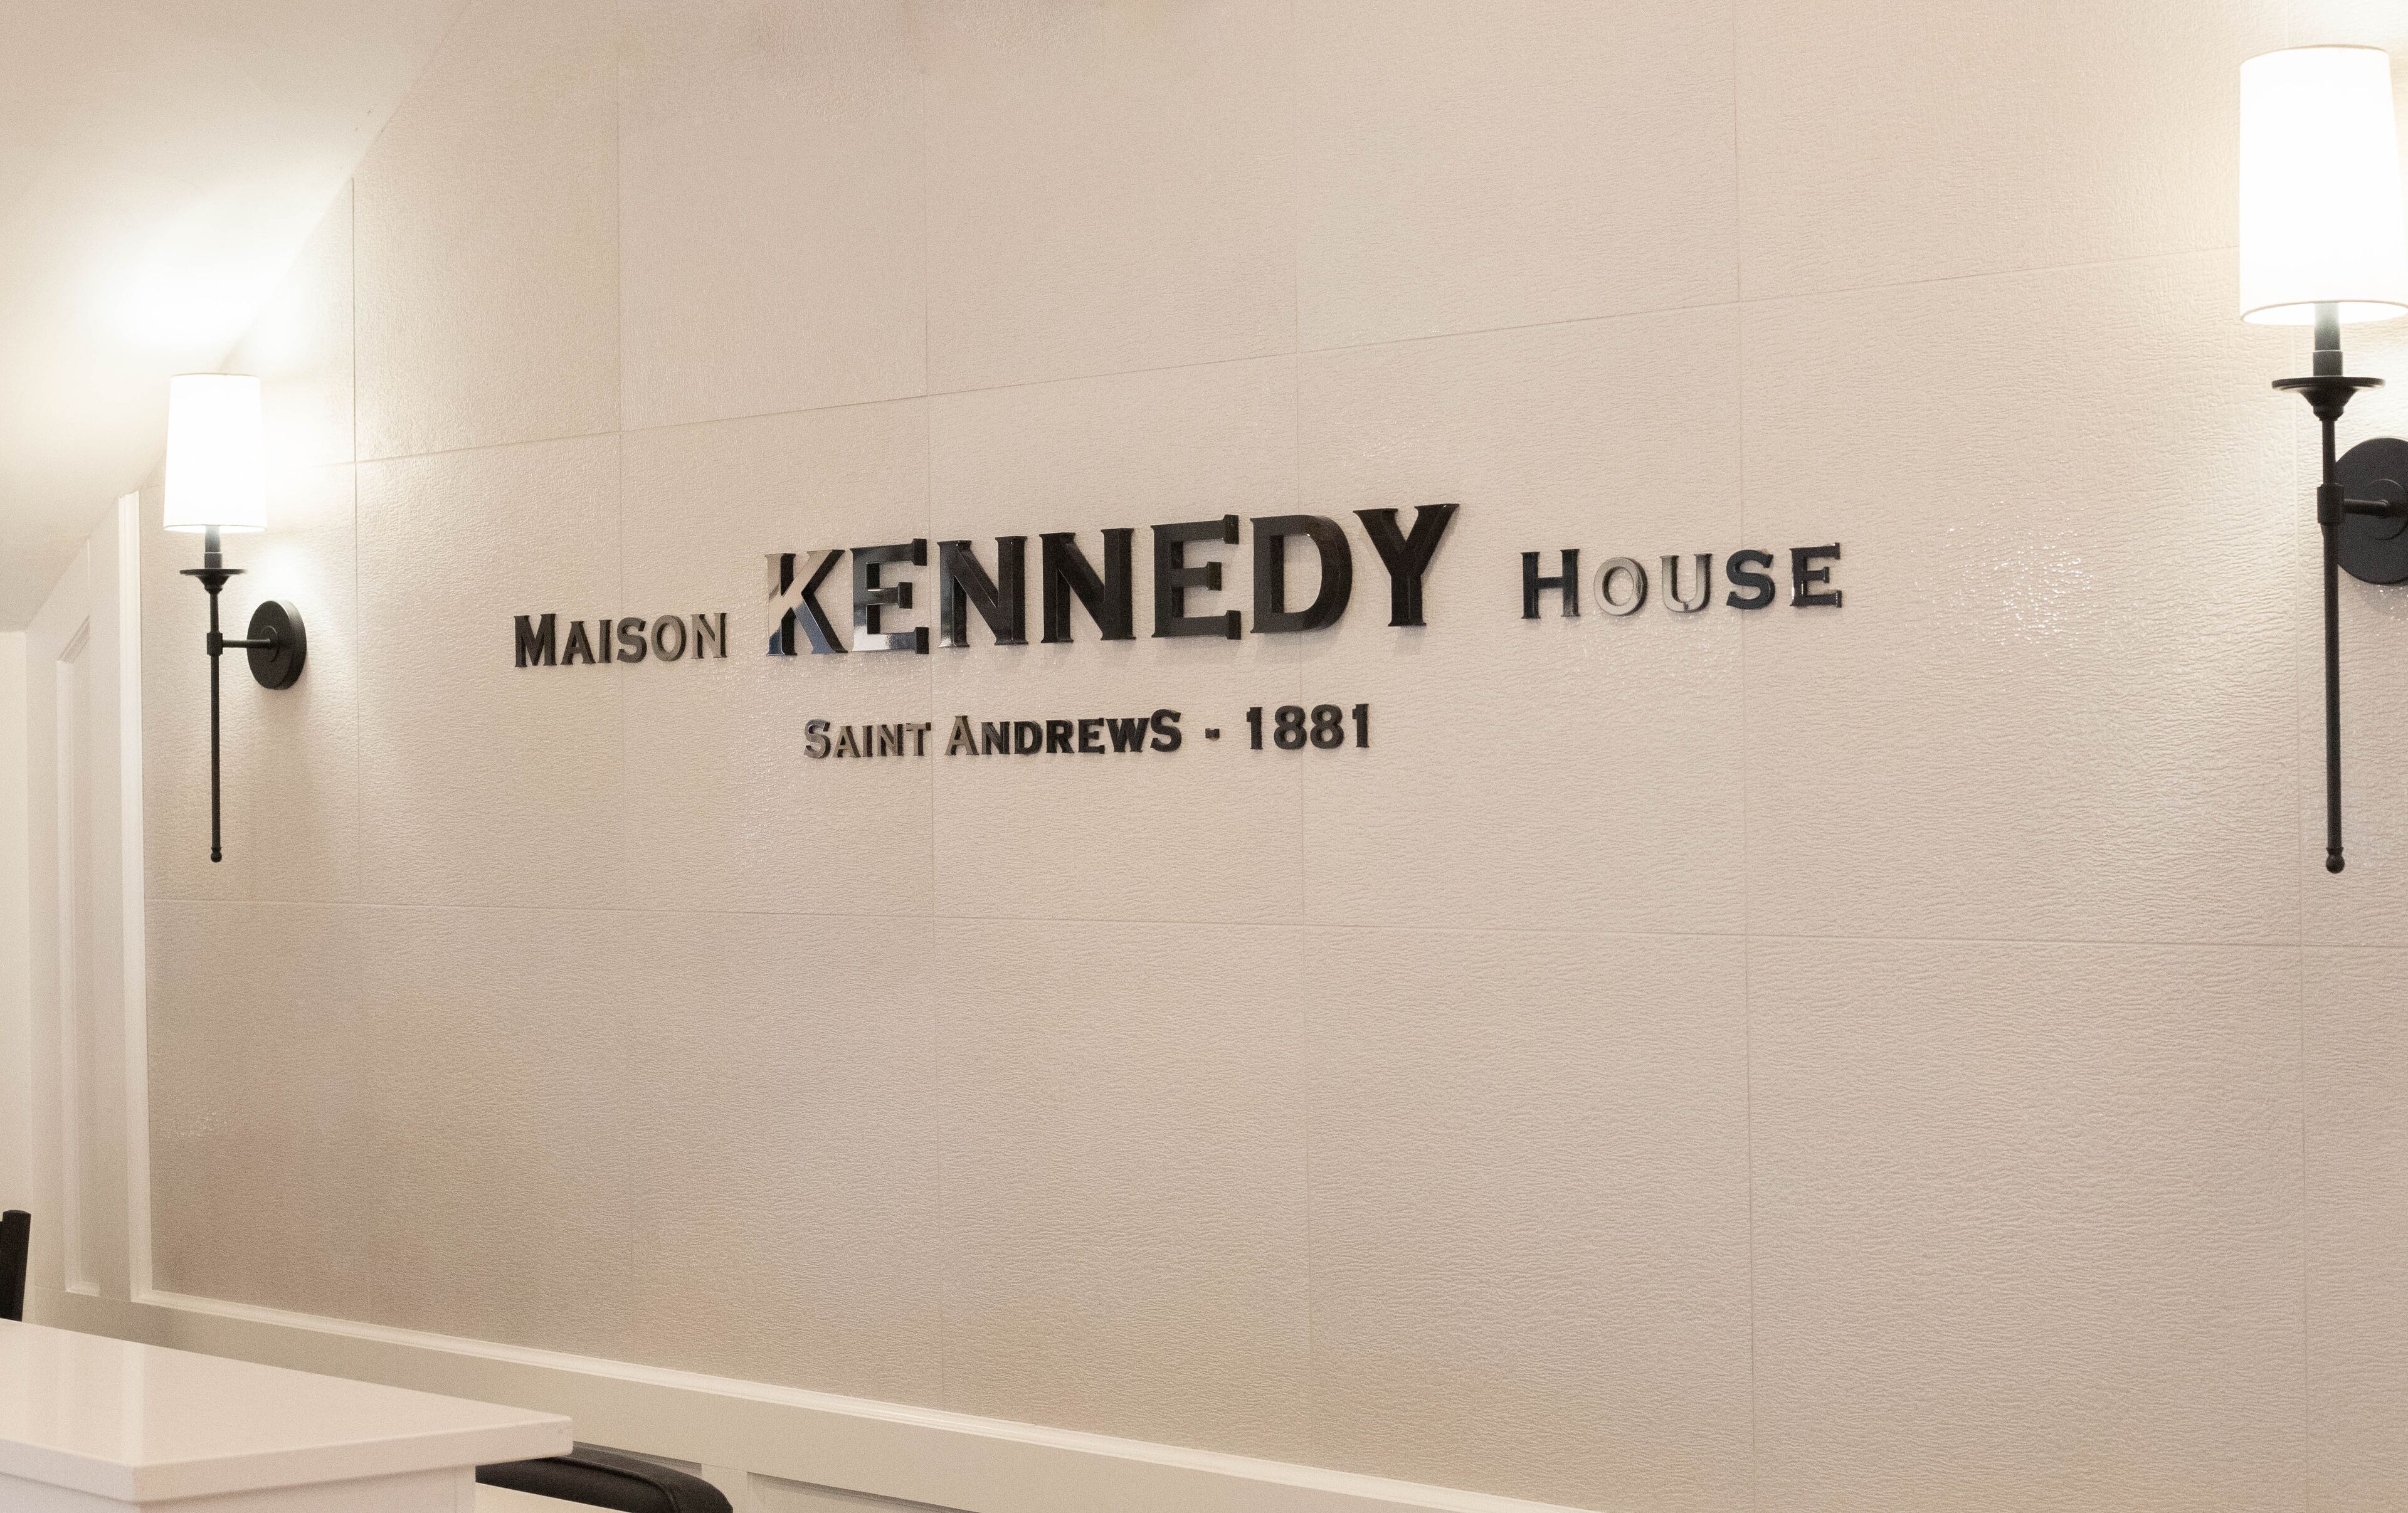 Maison KENNEDY House
Saint AndrewS - 1881